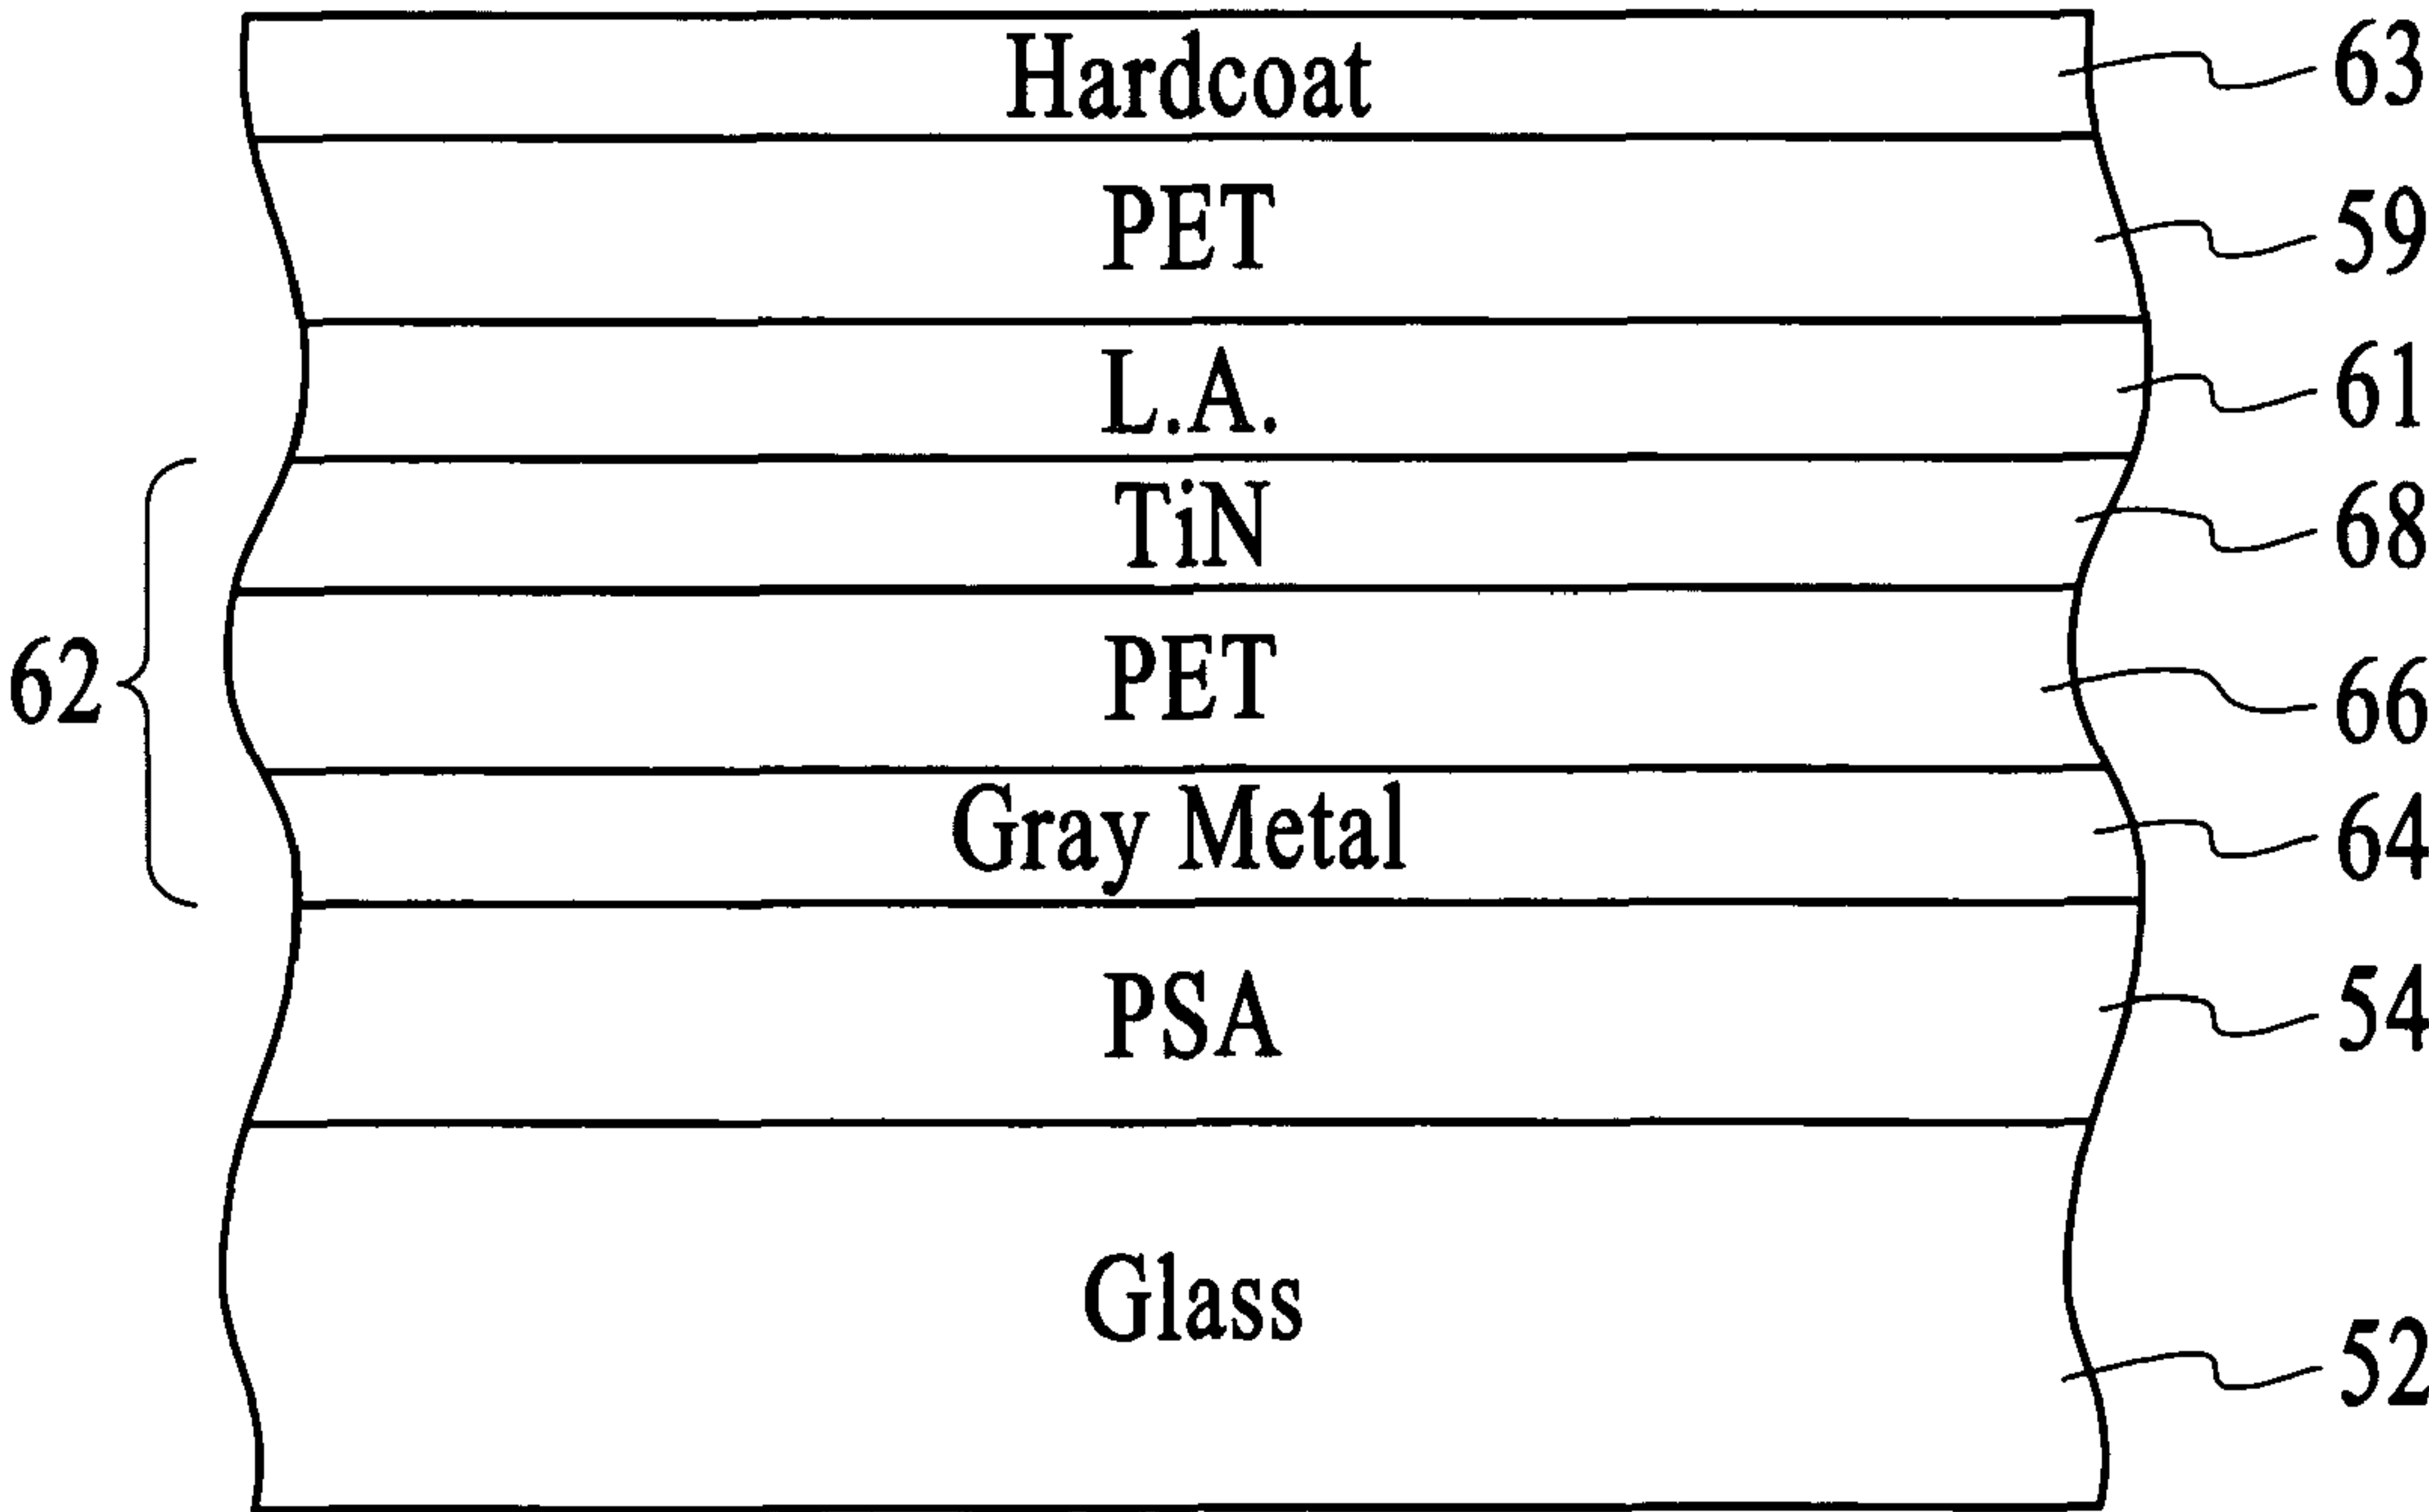 Hardcoat 63
PET 59
L.A. 61
TiN 68
62 PET 66
Gray Metal 64
PSA 54
Glass 52